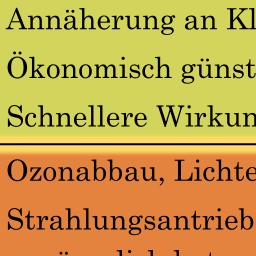 Annäherung an Kl
Ökonomisch günst
Schnellere Wirkun
Ozonabbau, Lichte
Strahlungsantrieb